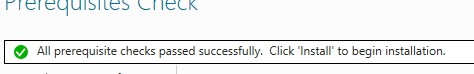 Prerequisites Check
All prerequisite checks passed successfully.  Click 'Install' to begin installation.